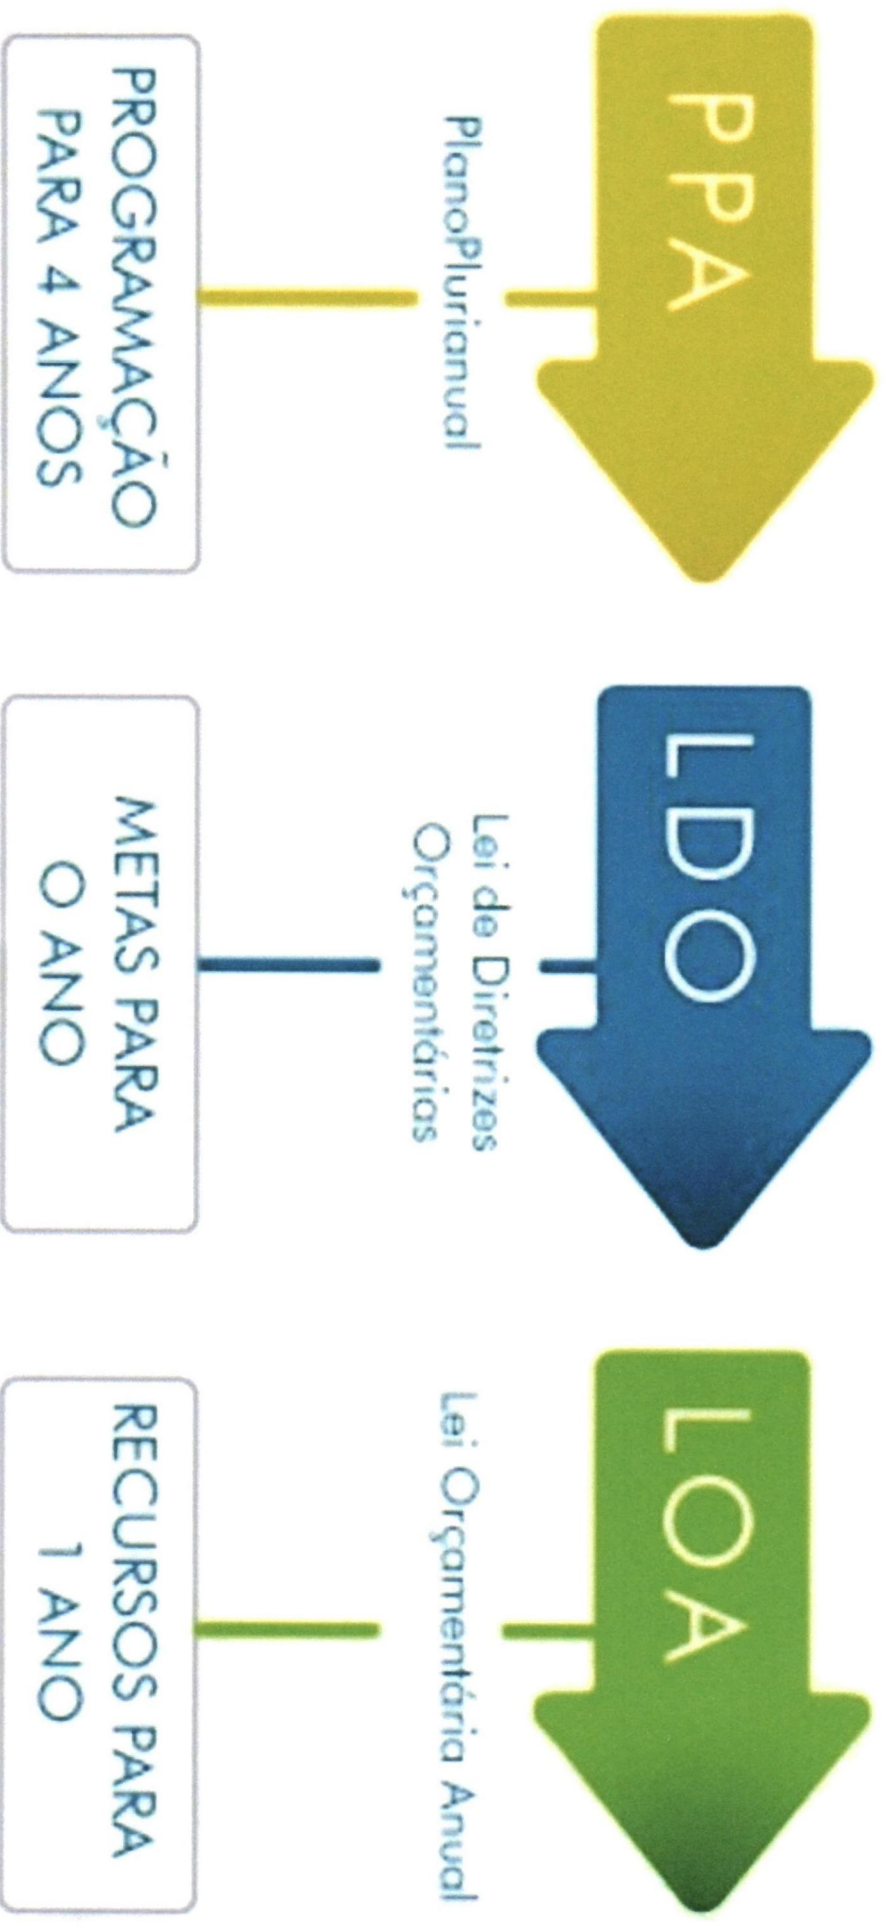 PPA
PlanoPlurianual
PROGRAMAÇÃO
PARA 4 ANOS
LDO
Lei de Diretrizes
Orçamentárias
METAS PARA
O ANO
LOA
Lei Orçamentária Anual
RECURSOS PARA
1 ANO